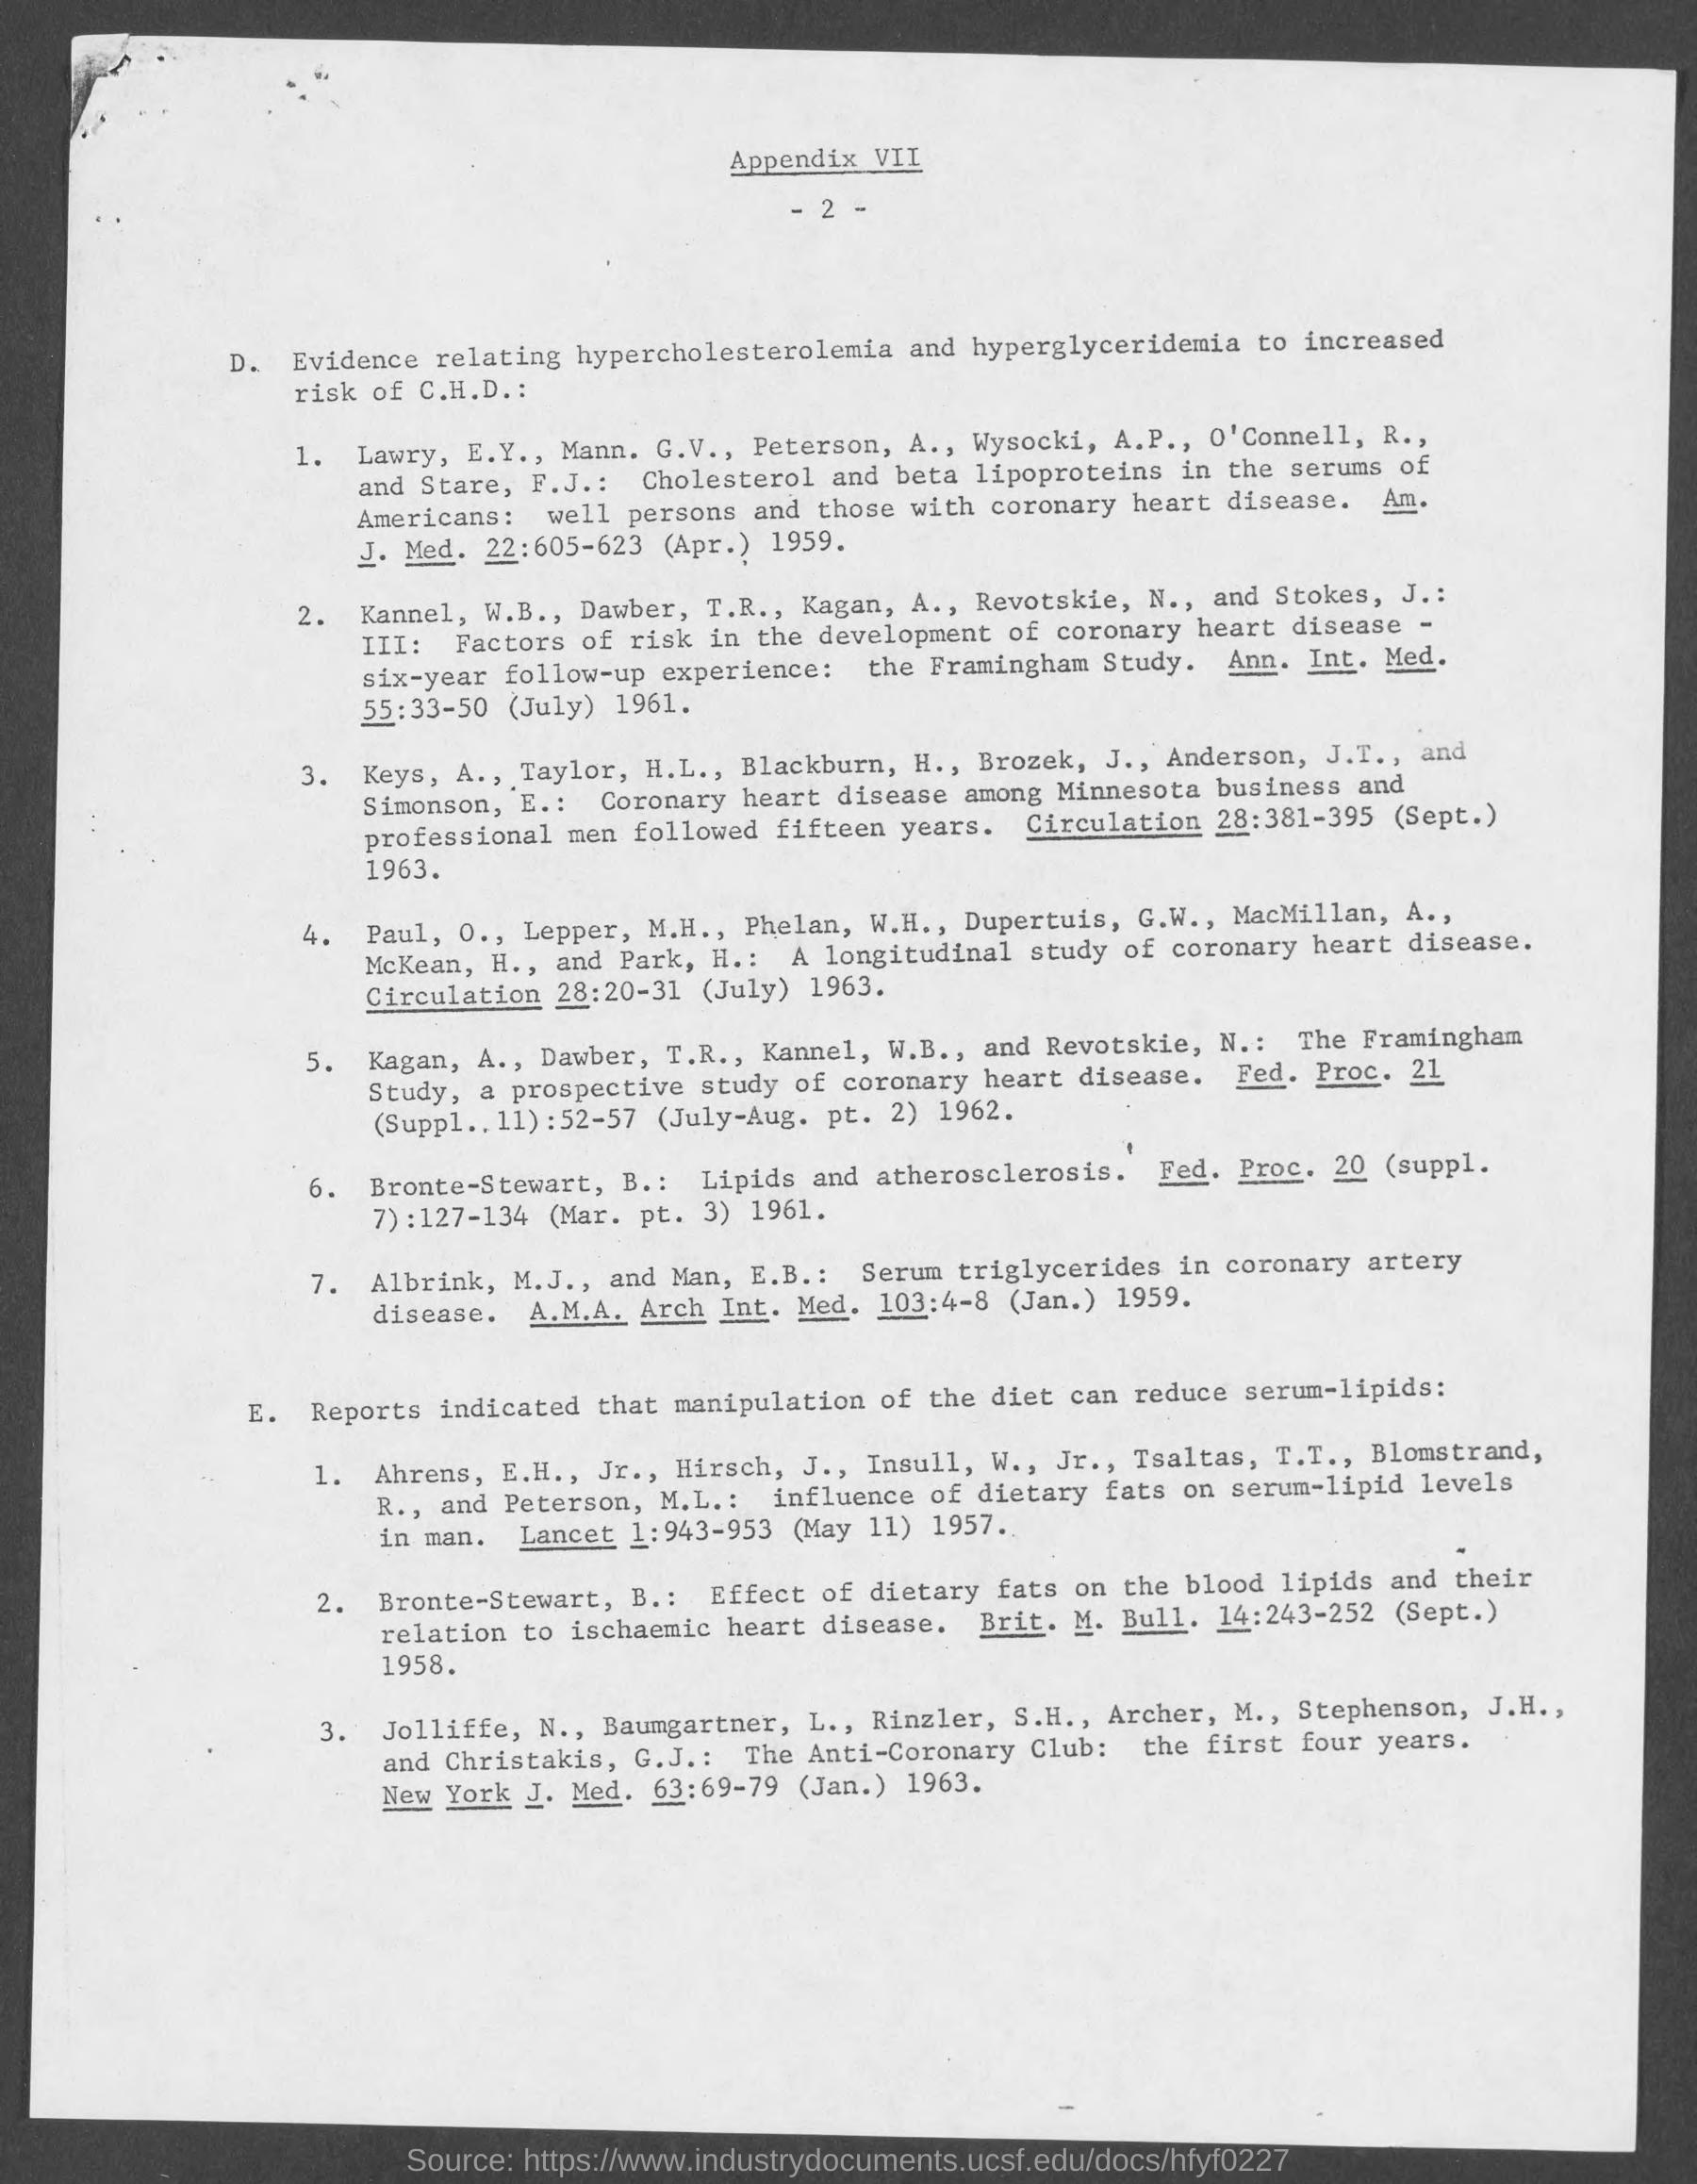 Appendix VII
- 2 -
D. Evidence relating hypercholesterolemia and hyperglyceridemia to increased
risk of C.H.D.:
1. Lawry, E.Y., Mann. G.V., Peterson, A., Wysocki, A.P., O'Connell, R.,
and Stare, F.J.: Cholesterol and beta lipoproteins in the serums of
Americans: well persons and those with coronary heart disease. Am.
J. Med. 22:605-623 (Apr.) 1959.
2. Kannel, W.B., Dawber, T.R., Kagan, A., Revotskie, N., and Stokes, J.:
III: Factors of risk in the development of coronary heart disease -
six-year follow-up experience: the Framingham Study. Ann. Int. Med.
55:33-50 (July) 1961.
3. Keys, A., Taylor, H.L., Blackburn, H., Brozek, J., Anderson, J.T., and
Simonson, E.: Coronary heart disease among Minnesota business and
professional men followed fifteen years. Circulation 28:381-395 (Sept.)
1963.
4. Paul, O., Lepper, M.H., Phelan, W.H., Dupertuis, G.W., MacMillan, A.,
McKean, H., and Park, H.: A longitudinal study of coronary heart disease.
Circulation 28:20-31 (July) 1963.
5. Kagan, A., Dawber, T.R., Kannel, W.B., and Revotskie, N.: The Framingham
Study, a prospective study of coronary heart disease. Fed. Proc. 21
(Suppl. 11):52-57 (July-Aug. pt. 2) 1962.
6. Bronte-Stewart, B.: Lipids and atherosclerosis. Fed. Proc. 20 (suppl.
7):127-134 (Mar. pt. 3) 1961.
7. Albrink, M.J., and Man, E.B.: Serum triglycerides in coronary artery
disease. A.M.A. Arch Int. Med. 103:4-8 (Jan.) 1959.
E. Reports indicated that manipulation of the diet can reduce serum-lipids:
1. Ahrens, E.H., Jr., Hirsch, J., Insull, W., Jr., Tsaltas, T.T., Blomstrand,
R., and Peterson, M.L.: influence of dietary fats on serum-lipid levels
in man. Lancet 1:943-953 (May 11) 1957.
2. Bronte-Stewart, B.: Effect of dietary fats on the blood lipids and their
relation to ischaemic heart disease. Brit. M. Bull. 14:243-252 (Sept.)
1958.
3. Jolliffe, N., Baumgartner, L., Rinzler, S.H., Archer, M., Stephenson, J.H.,
and Christakis, G.J.: The Anti-Coronary Club: the first four years.
New York J. Med. 63:69-79 (Jan.) 1963.
Source: https://www.industrydocuments.ucsf.edu/docs/hfyf0227